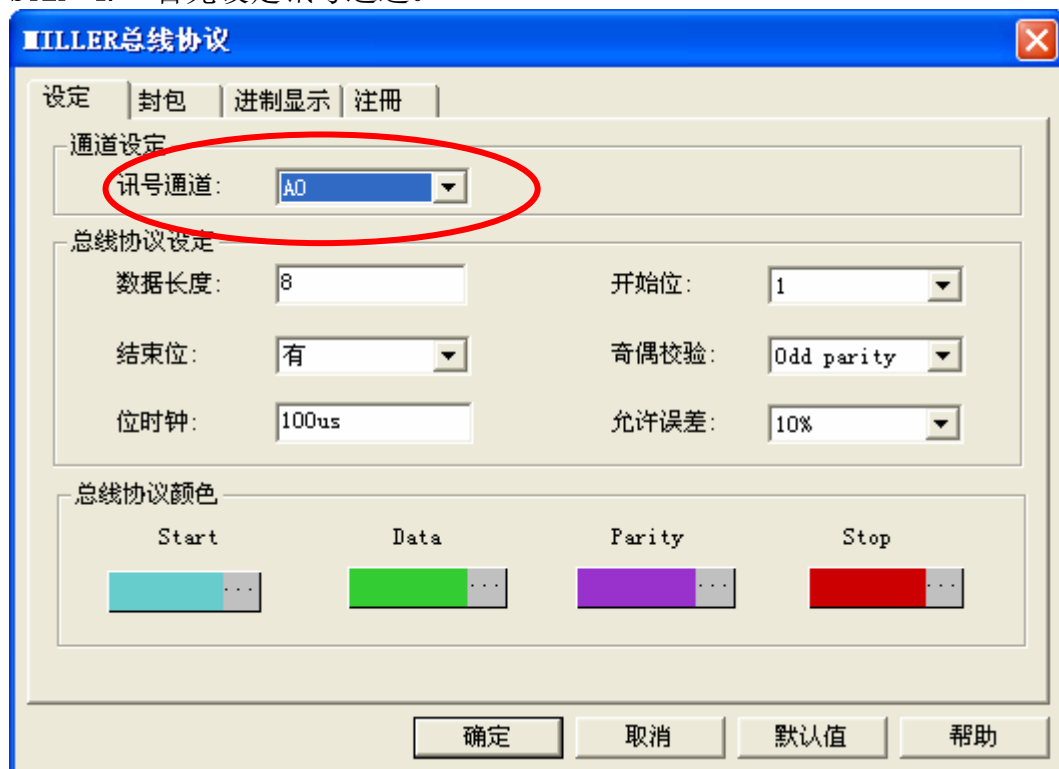 MILLER总线协议
设定 封包 进制显示 注册
通道设定
讯号通道: A0
总线协议设定
数据长度: 8 开始位: 1
结束位: 有 奇偶校验: Odd parity
位时钟: 100us 允许误差: 10%
总线协议颜色
Start Data Parity Stop
... ... ... ...
确定 取消 默认值 帮助